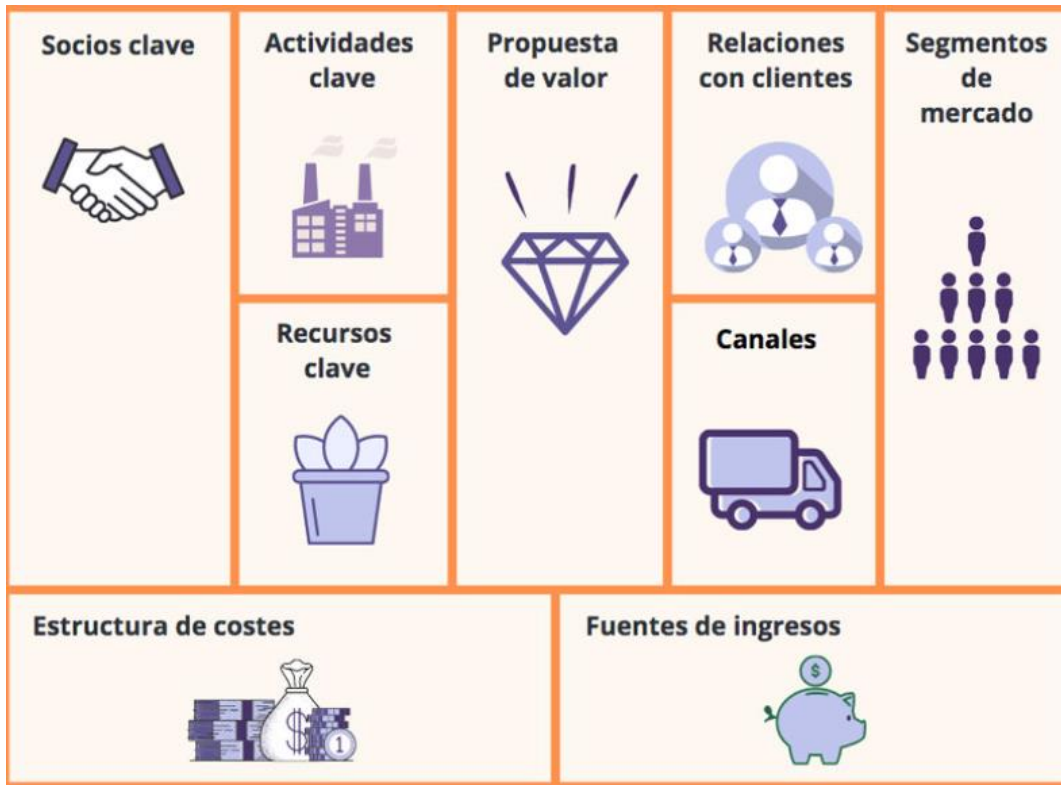 Socios clave
Actividades
clave
Propuesta
de valor
Relaciones
con clientes
Segmentos
de
mercado
Recursos
clave
Canales
Estructura de costes
$
1
Fuentes de ingresos
$